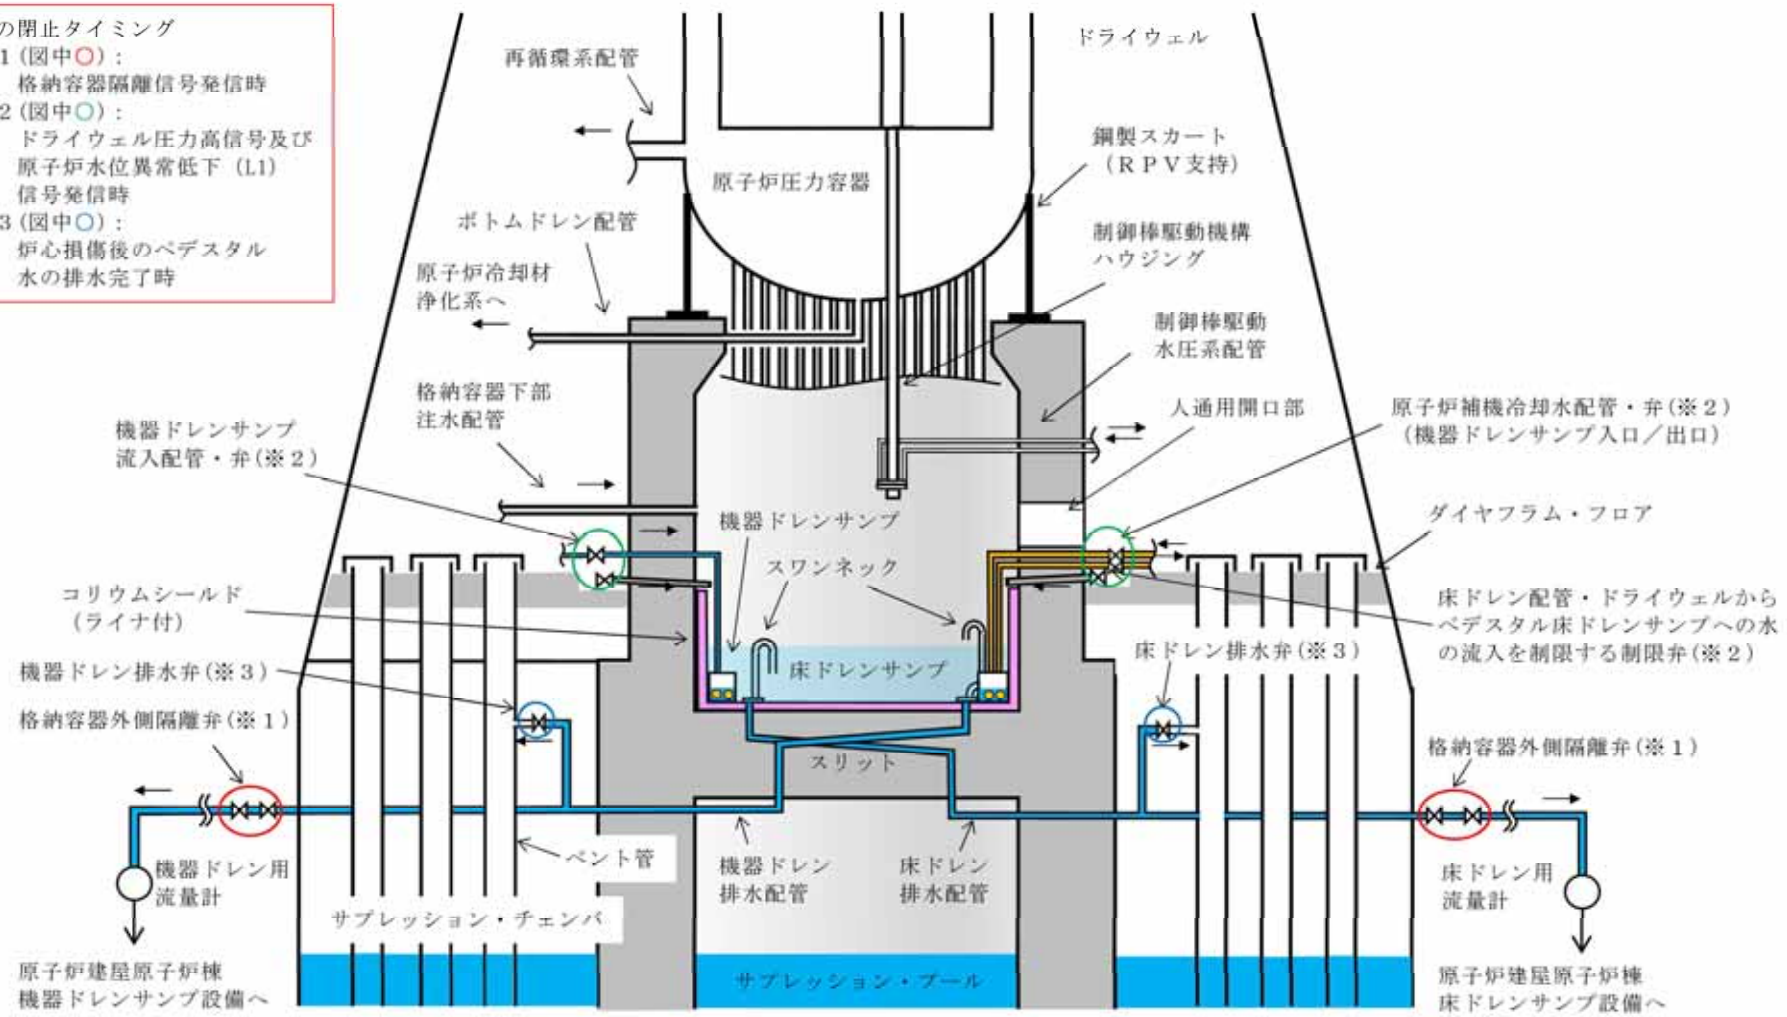 の閉止タイミング
1(図中○):
格納容器隔離信号発信時
2(図中○):
ドライウェル圧力高信号及び
原子炉水位異常低下(L1)
信号発信時
3(図中○):
炉心損傷後のペデスタル
水の排水完了時
再循環系配管
ドライウェル
鋼製スカート
(RPV支持)
原子炉圧力容器
ボトムドレン配管
制御棒駆動機構
ハウジング
原子炉冷却材
浄化系へ
制御棒駆動
水圧系配管
格納容器下部
注水配管
人通用開口部
原子炉補機冷却水配管・弁(※2)
(機器ドレンサンプ入口/出口)
機器ドレンサンプ
流入配管・弁(※2)
機器ドレンサンプ
ダイヤフラム・フロア
スワンネック
コリウムシールド
(ライナ付)
床ドレン配管・ドライウェルから
ペデスタル床ドレンサンプへの水
の流入を制限する制限弁(※2)
床ドレンサンプ
床ドレン排水弁(※3)
機器ドレン排水弁(※3)
格納容器外側隔離弁(※1)
スリット
格納容器外側隔離弁(※1)
機器ドレン用
流量計
ベント管
機器ドレン
排水配管
床ドレン
排水配管
床ドレン用
流量計
サプレッション・チェンバ
サプレッション・プール
原子炉建屋原子炉棟
機器ドレンサンプ設備へ
原子炉建屋原子炉棟
床ドレンサンプ設備へ